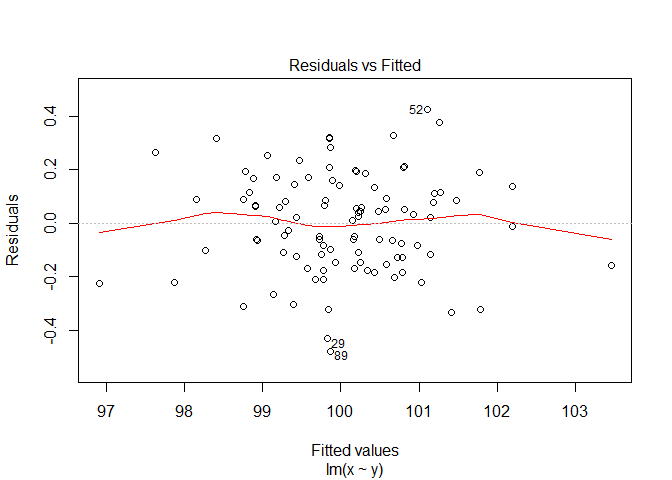 Residuals vs Fitted
Residuals
0.4
0.2
0.0
-0.2
-0.4
52
29
89
97 98 99 100 101 102 103
Fitted values
lm(x ~ y)